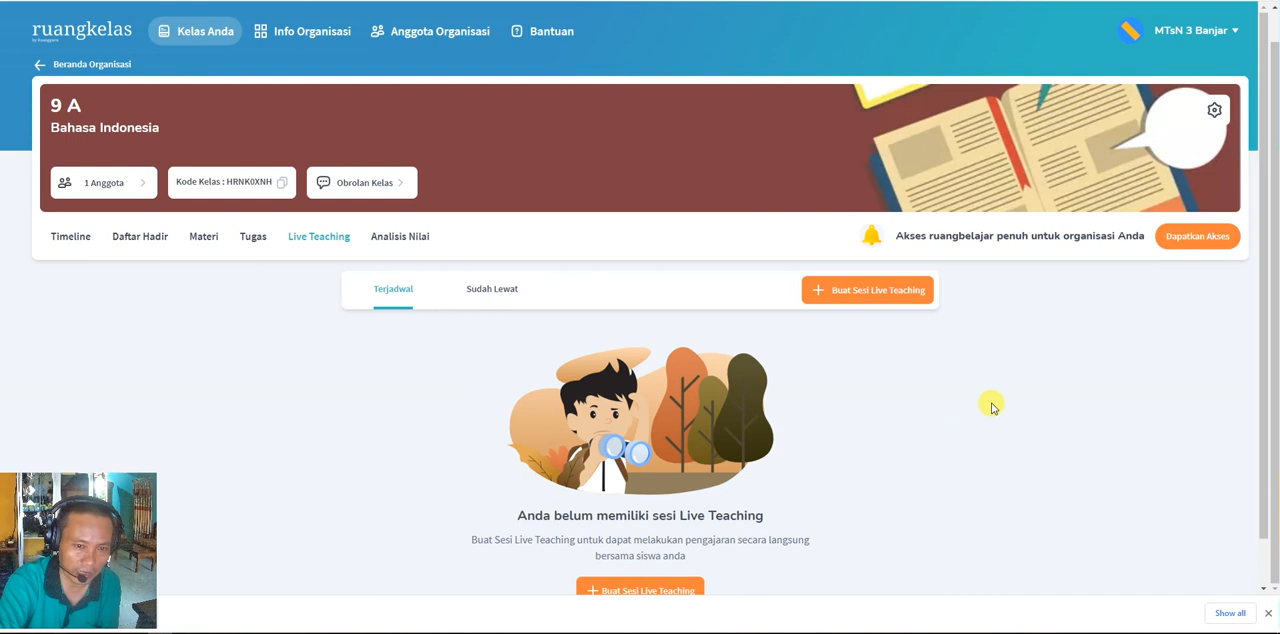 ruangkelas
by Ruangguru
Kelas Anda
Info Organisasi
Anggota Organisasi
Bantuan
MTsN 3 Banjar
Beranda Organisasi
9 A
Bahasa Indonesia
1 Anggota
Kode Kelas : HRNK0XNH
Obrolan Kelas
Timeline
Daftar Hadir
Materi
Tugas
Live Teaching
Analisis Nilai
Akses ruangbelajar penuh untuk organisasi Anda
Dapatkan Akses
Terjadwal
Sudah Lewat
Buat Sesi Live Teaching
Anda belum memiliki sesi Live Teaching
Buat Sesi Live Teaching untuk dapat melakukan pengajaran secara langsung
bersama siswa anda
Buat Sesi Live Teaching
Show all